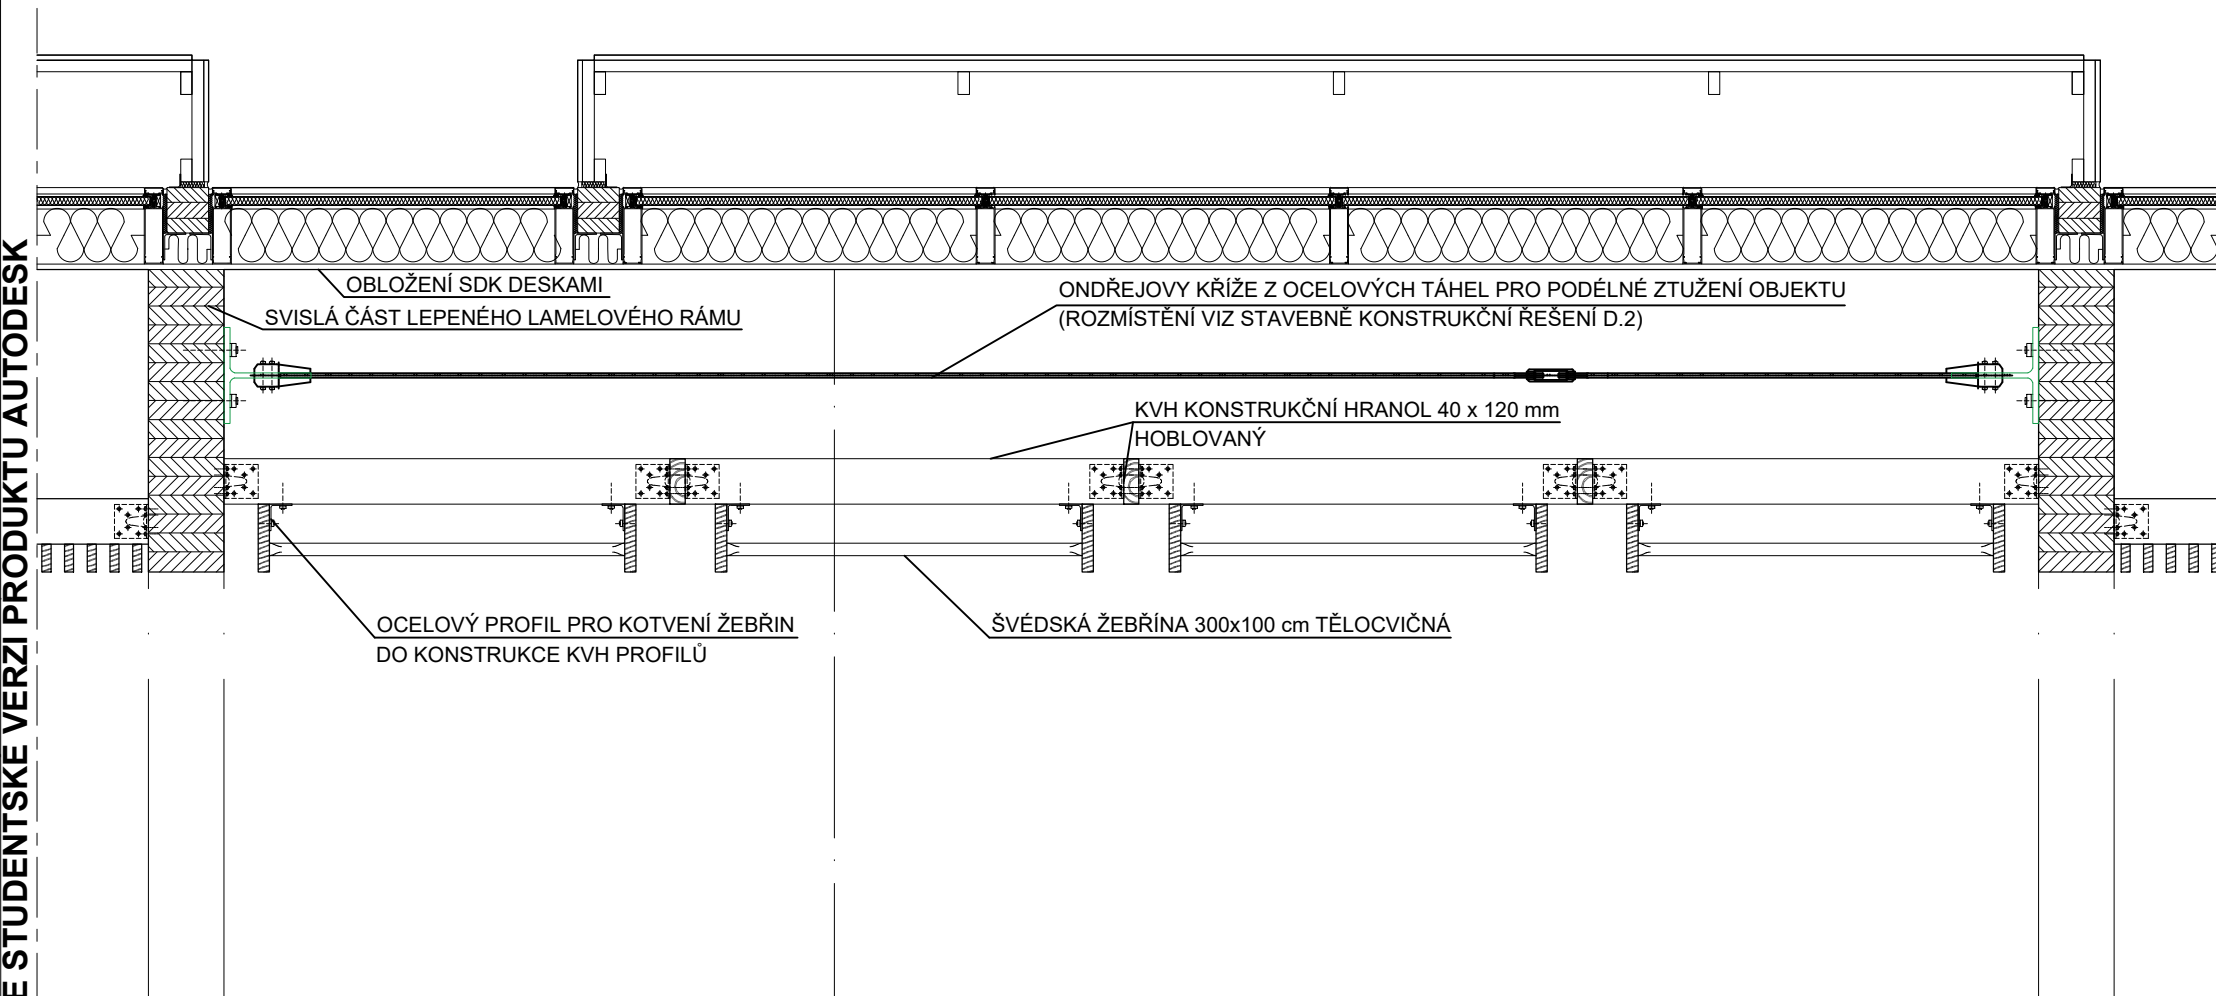 OBLOŽENÍ SDK DESKAMI
SVISLÁ ČÁST LEPENÉHO LAMELOVÉHO RÁMU
ONDŘEJOVY KŘÍŽE Z OCELOVÝCH TÁHEL PRO PODÉLNÉ ZTUŽENÍ OBJEKTU
(ROZMÍSTĚNÍ VIZ STAVEBNĚ KONSTRUKČNÍ ŘEŠENÍ D.2)
KVH KONSTRUKČNÍ HRANOL 40 x 120 mm
HOBLOVANÝ
OCELOVÝ PROFIL PRO KOTVENÍ ŽEBŘIN
DO KONSTRUKCE KVH PROFILŮ
ŠVÉDSKÁ ŽEBŘÍNA 300x100 cm TĚLOCVIČNÁ
E STUDENTSKÉ VERZI PRODUKTU AUTODESK